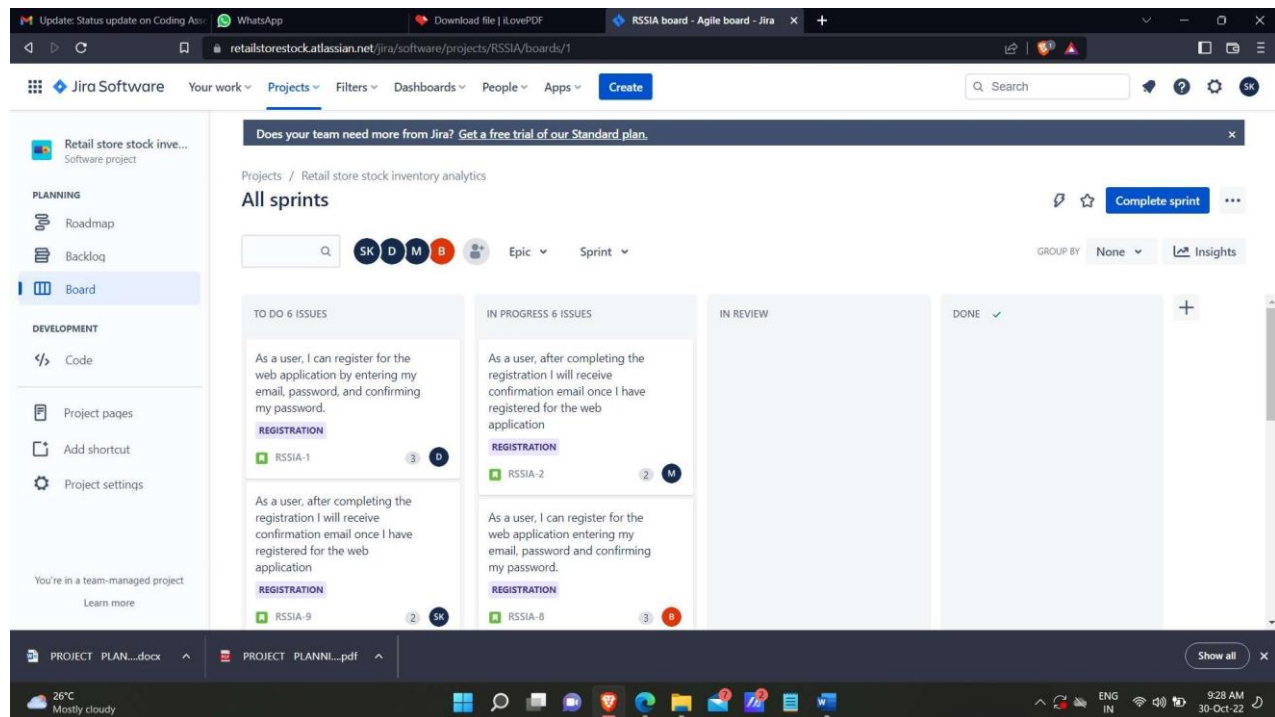 Update: Status update on Coding Asse
WhatsApp
Download file | iLovePDF
RSSIA board - Agile board - Jira
retailstorestock.atlassian.net/jira/software/projects/RSSIA/boards/1
Jira Software
Your work
Projects
Filters
Dashboards
People
Apps
Create
Search
SK
Does your team need more from Jira? Get a free trial of our Standard plan.
Retail store stock inve...
Software project
PLANNING
Roadmap
Backlog
Board
DEVELOPMENT
Code
Project pages
Add shortcut
Project settings
You're in a team-managed project
Learn more
Projects / Retail store stock inventory analytics
All sprints
Complete sprint
SK D M B
Epic
Sprint
GROUP BY None
Insights
TO DO 6 ISSUES
As a user, I can register for the
web application by entering my
email, password, and confirming
my password.
REGISTRATION
RSSIA-1 3 D
As a user, after completing the
registration I will receive
confirmation email once I have
registered for the web
application
REGISTRATION
RSSIA-9 2 SK
IN PROGRESS 6 ISSUES
As a user, after completing the
registration I will receive
confirmation email once I have
registered for the web
application
REGISTRATION
RSSIA-2 2 M
As a user, I can register for the
web application entering my
email, password and confirming
my password.
REGISTRATION
RSSIA-8 3 B
IN REVIEW
DONE
PROJECT PLAN....docx
PROJECT PLANNI....pdf
Show all
26°C
Mostly cloudy
7
2
ENG
IN
9:28 AM
30-Oct-22